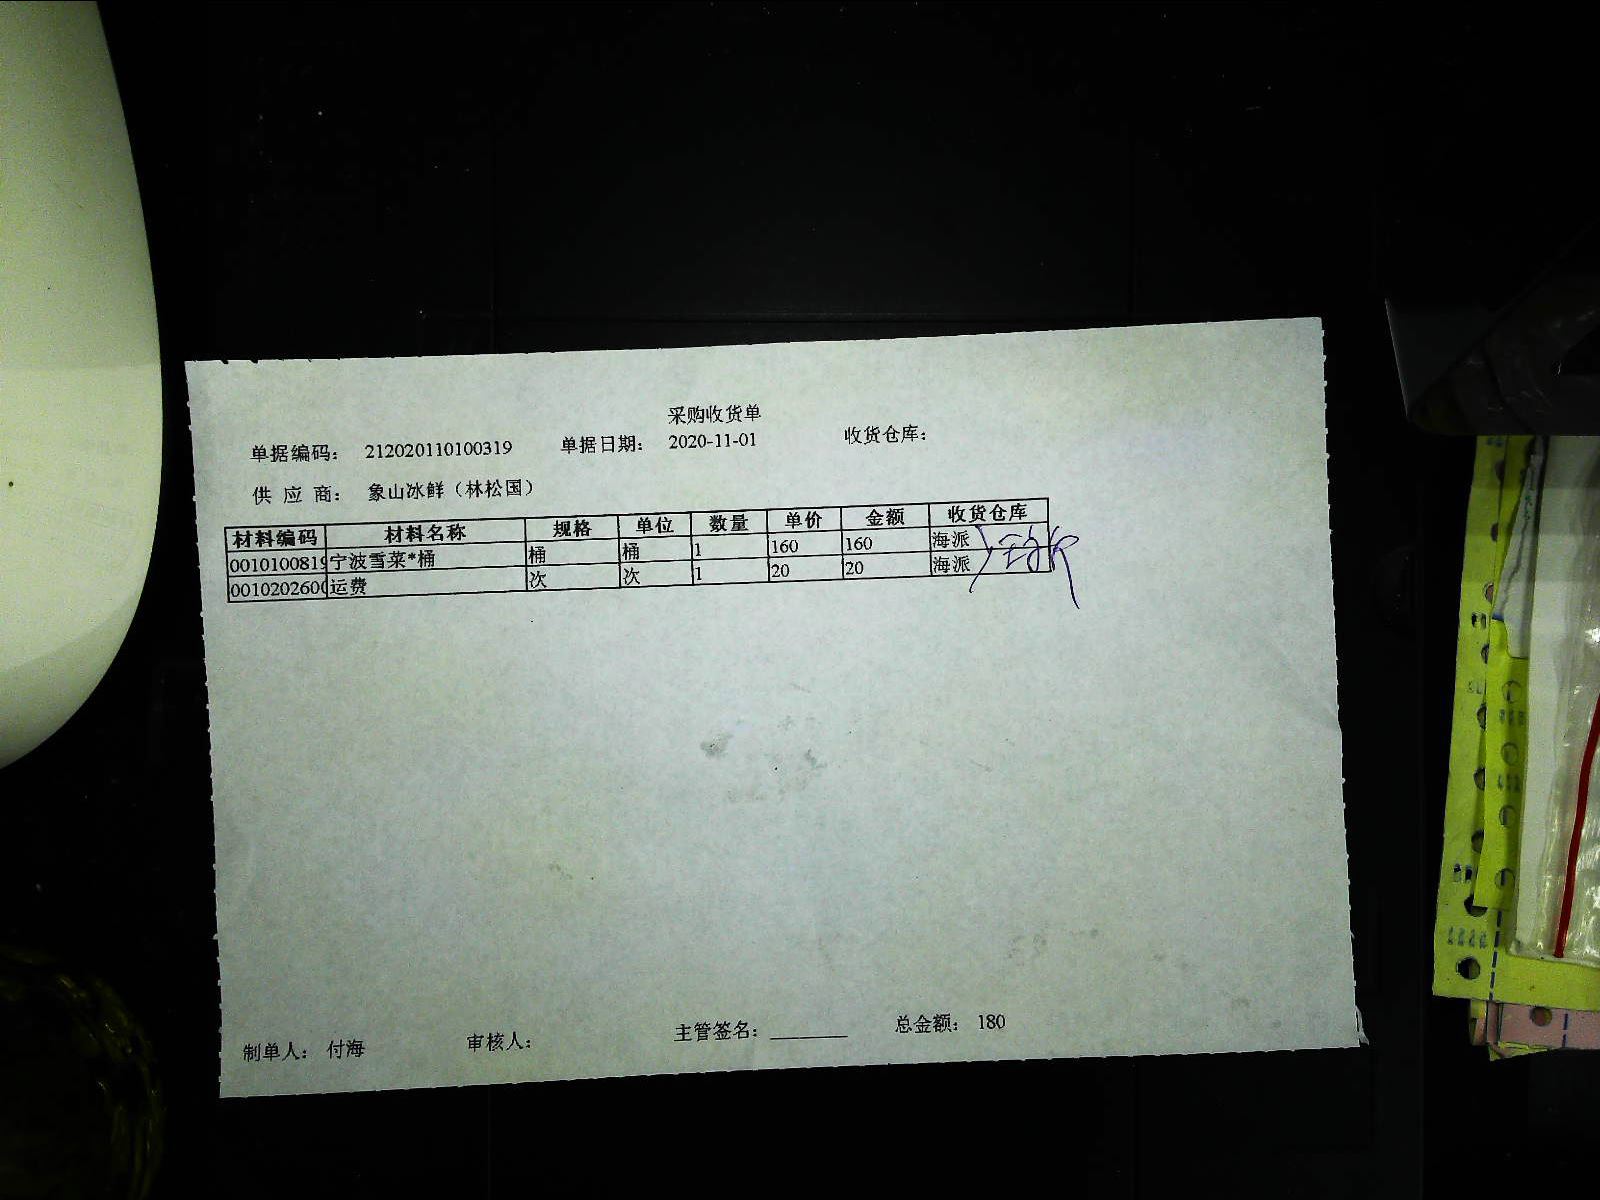 采购收货单
单据编码： 212020110100319 单据日期： 2020-11-01 收货仓库：
供 应 商： 象山冰鲜（林松国）
材料编码 材料名称 规格 单位 数量 单价 金额 收货仓库
0010100819 宁波雪菜*桶 桶 桶 1 160 160 海派
001020260 运费 次 次 1 20 20 海派
制单人： 付海 审核人： 主管签名：________ 总金额： 180